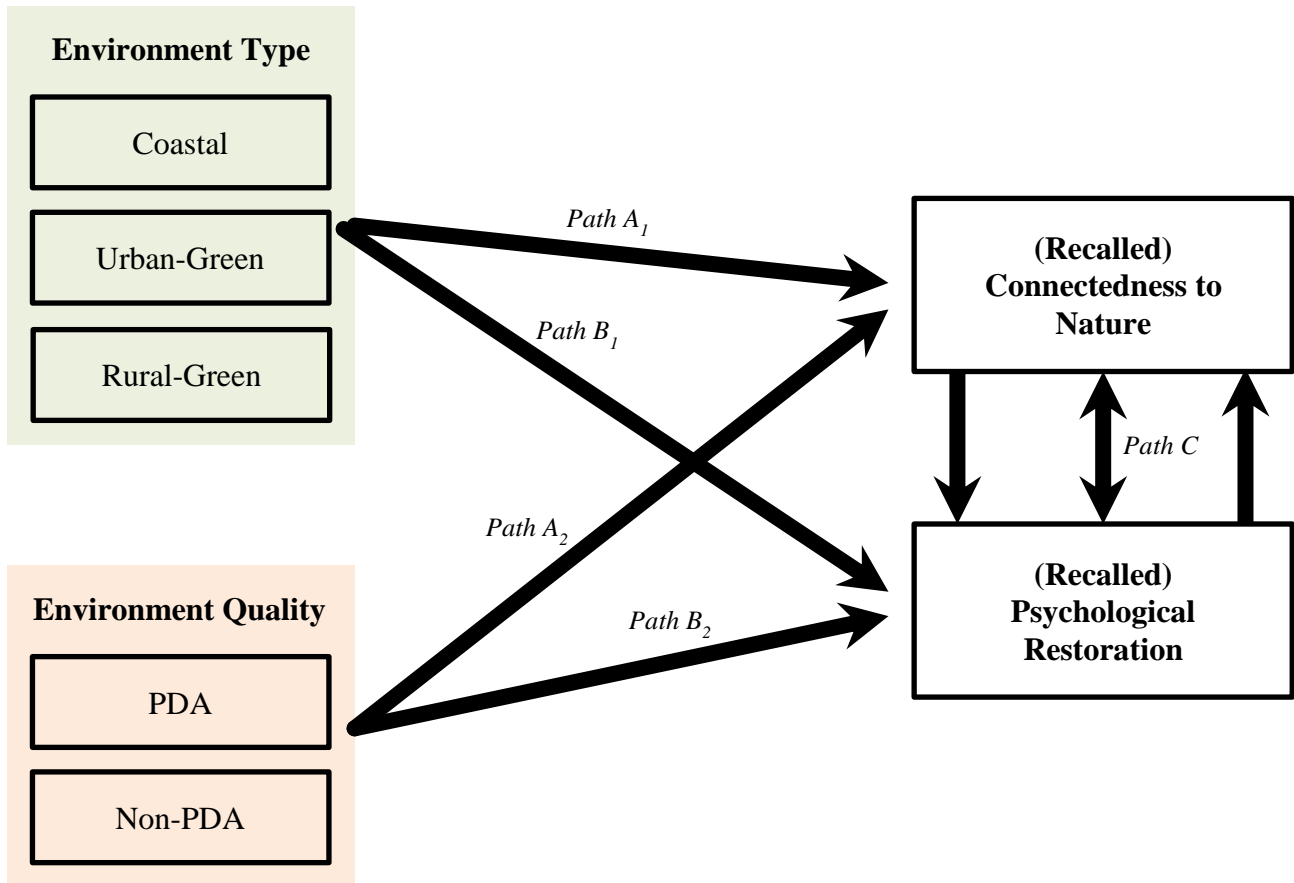 Environment Type
Coastal
Urban-Green
Rural-Green
Environment Quality
PDA
Non-PDA
Path A₁
Path B₁
Path A₂
Path B₂
(Recalled)
Connectedness to
Nature
Path C
(Recalled)
Psychological
Restoration